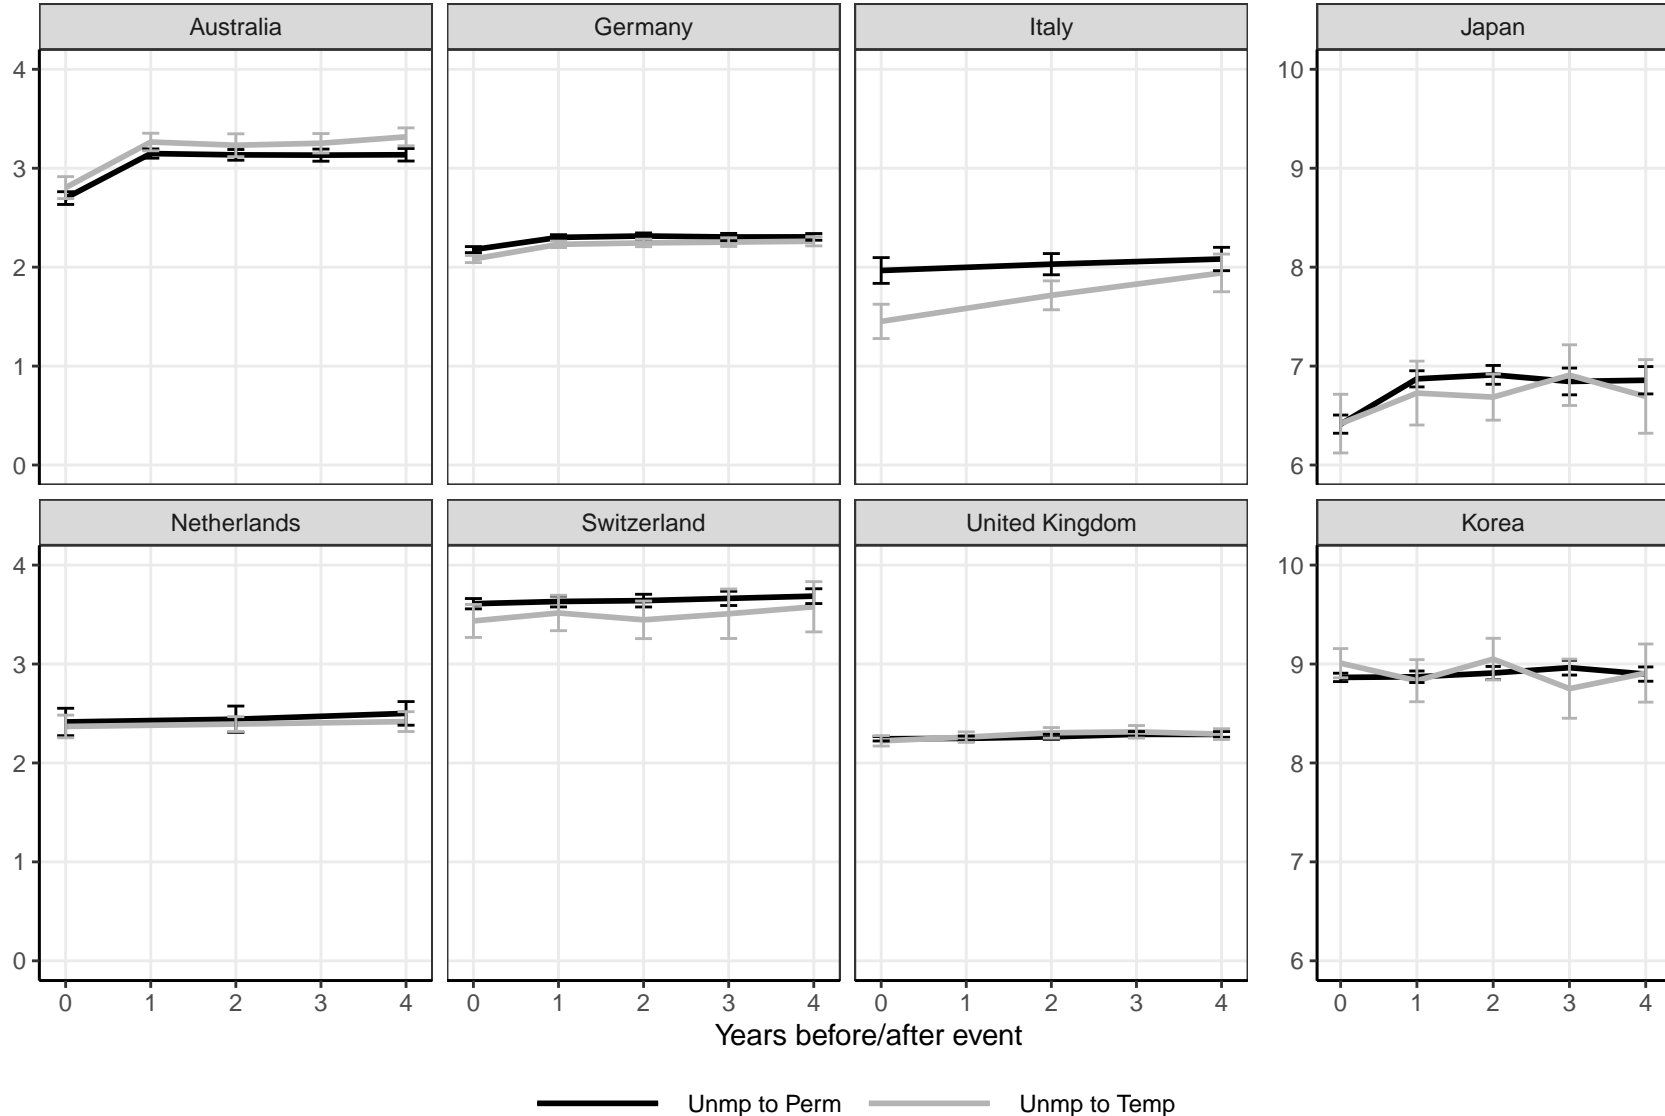 Australia Germany Italy Japan
4 10
3 9
2 8
1 7
0 6
Netherlands Switzerland United Kingdom Korea
4 10
3 9
2 8
1 7
0 6
0 1 2 3 4 0 1 2 3 4 0 1 2 3 4 0 1 2 3 4
Years before/after event
Unmp to Perm Unmp to Temp